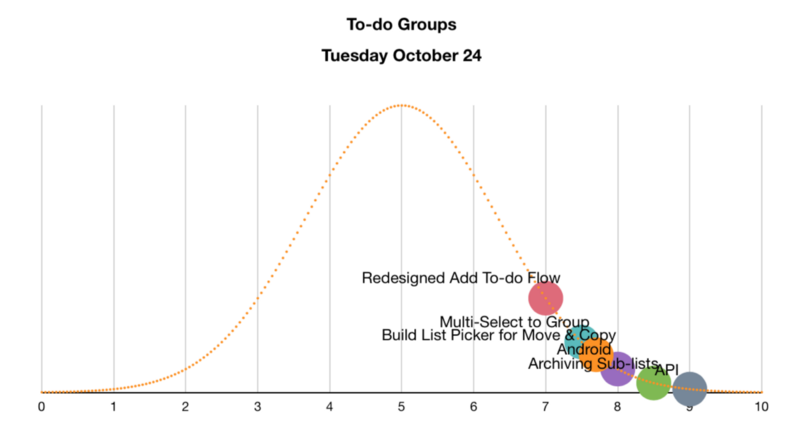 To-do Groups
Tuesday October 24
Redesigned Add To-do Flow
Multi-Select to Group
Build List Picker for Move & Copy
Android
Archiving Sub-lists
API
0 1 2 3 4 5 6 7 8 9 10